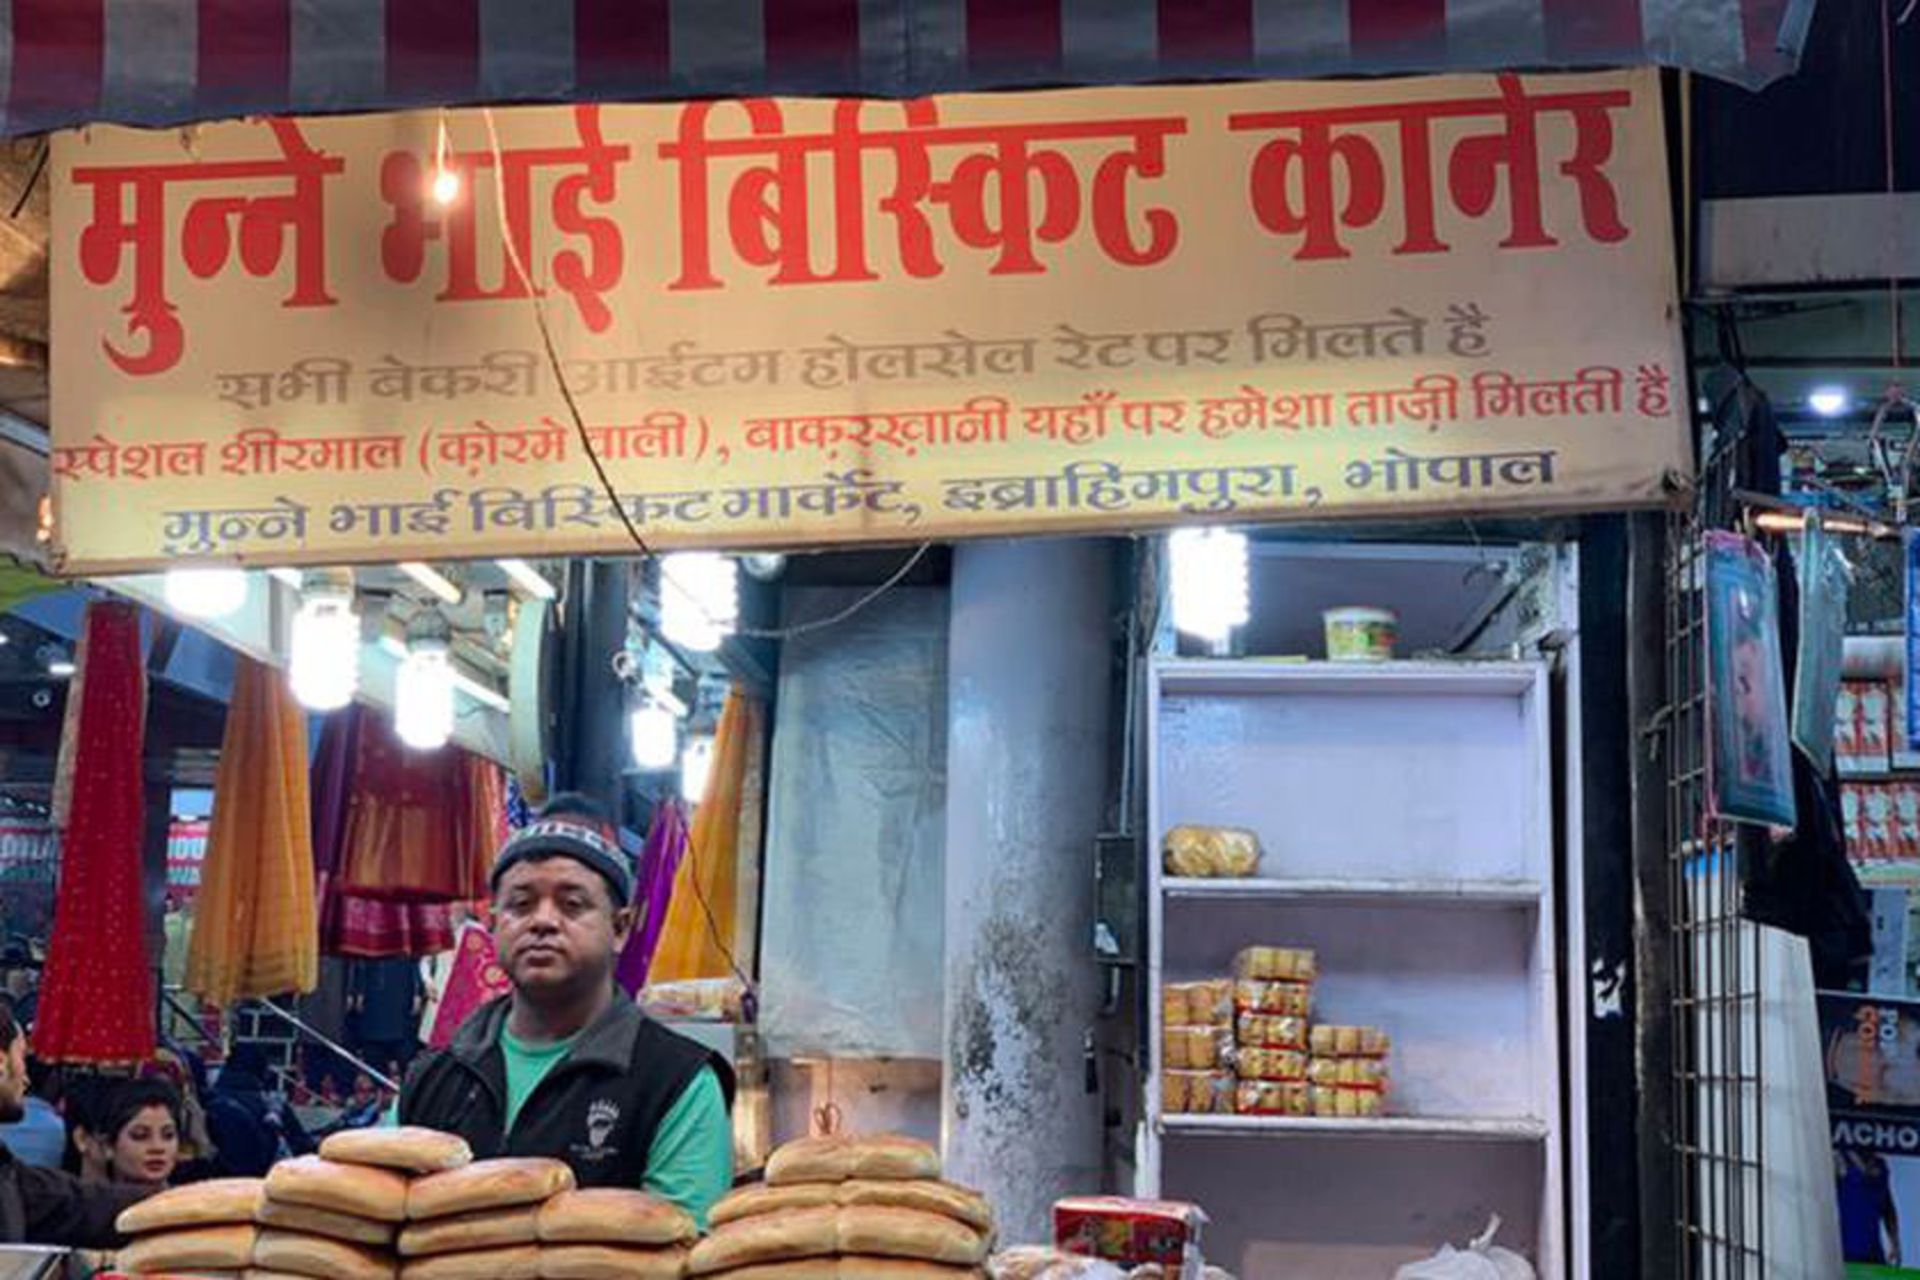 मुन्ने भाई बिस्किट कार्नर
सभी बेकरी आईटम होलसेल रेट पर मिलते है
स्पेशल शीरमाल (क़ोरमे वाली), बाक़रख़ानी यहाँ पर हमेशा ताज़ी मिलती है
मुन्ने भाई बिस्किट मार्केट, इब्राहिमपुरा, भोपाल